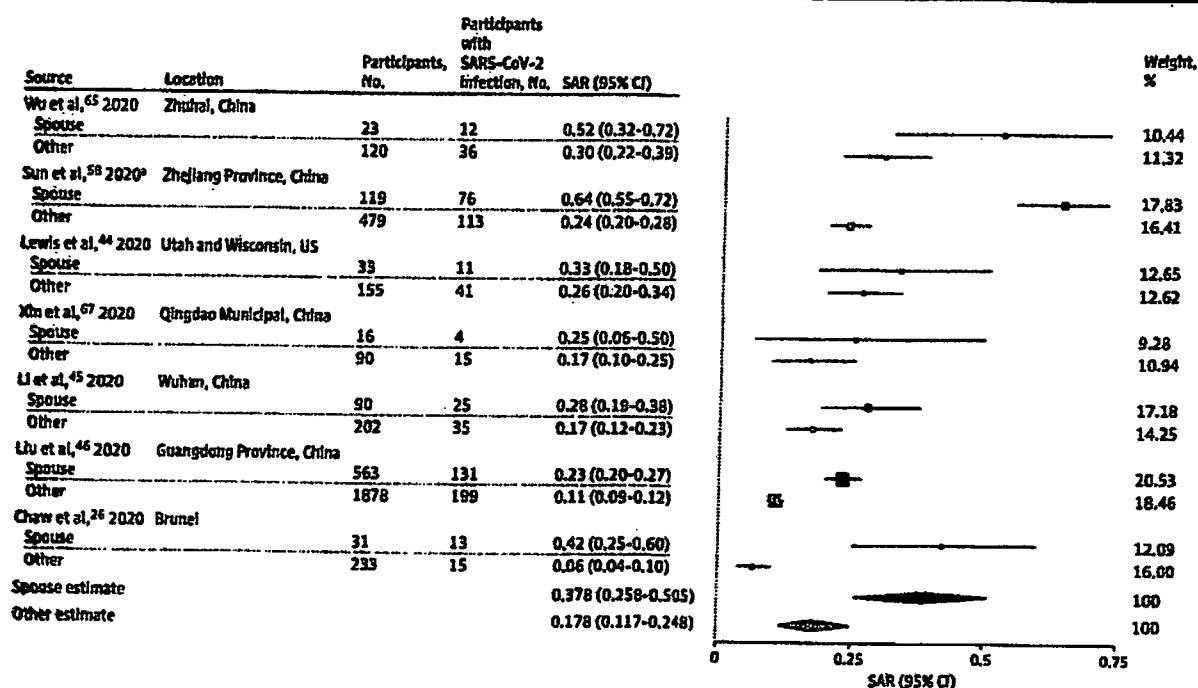 Source Location Participants, No. Participants with SARS-CoV-2 Infection, No. SAR (95% CI) Weight, %
Wu et al,65 2020 Zhuhai, China
Spouse 23 12 0.52 (0.32-0.72) 10.44
Other 120 36 0.30 (0.22-0.39) 11.32
Sun et al,58 2020a Zhejiang Province, China
Spouse 119 76 0.64 (0.55-0.72) 17.83
Other 479 113 0.24 (0.20-0.28) 16.41
Lewis et al,44 2020 Utah and Wisconsin, US
Spouse 33 11 0.33 (0.18-0.50) 12.65
Other 155 41 0.26 (0.20-0.34) 12.62
Xin et al,67 2020 Qingdao Municipal, China
Spouse 16 4 0.25 (0.06-0.50) 9.28
Other 90 15 0.17 (0.10-0.25) 10.94
Li et al,45 2020 Wuhan, China
Spouse 90 25 0.28 (0.19-0.38) 17.18
Other 202 35 0.17 (0.12-0.23) 14.25
Liu et al,46 2020 Guangdong Province, China
Spouse 563 131 0.23 (0.20-0.27) 20.53
Other 1878 199 0.11 (0.09-0.12) 18.46
Chaw et al,26 2020 Brunei
Spouse 31 13 0.42 (0.25-0.60) 12.09
Other 233 15 0.06 (0.04-0.10) 16.00
Spouse estimate 0.378 (0.258-0.505) 100
Other estimate 0.178 (0.117-0.248) 100
0 0.25 0.5 0.75
SAR (95% CI)